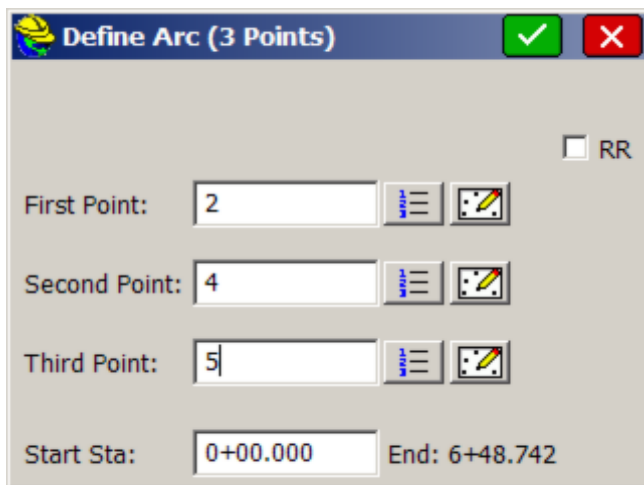 Define Arc (3 Points)
RR
First Point: 2
Second Point: 4
Third Point: 5
Start Sta: 0+00.000 End: 6+48.742